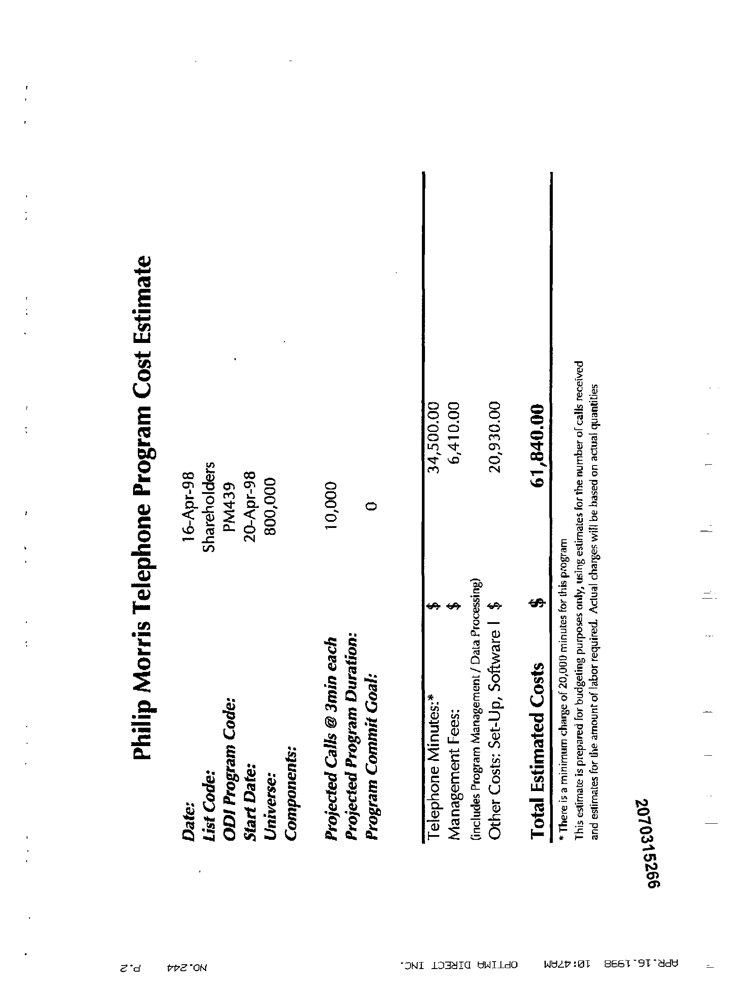 Philip Morris Telephone Program Cost Estimate
Date: 16-Apr-98
List Code: Shareholders
ODI Program Code: PM439
Start Date: 20-Apr-98
Universe: 800,000
Components:
Projected Calls @ 3min each 10,000
Projected Program Duration:
Program Commit Goal: 0
Telephone Minutes:* $ 34,500.00
Management Fees: $ 6,410.00
(includes Program Management / Data Processing)
Other Costs: Set-Up, Software I $ 20,930.00
Total Estimated Costs $ 61,840.00
* There is a minimum charge of 20,000 minutes for this program
This estimate is prepared for budgeting purposes only, using estimates for the number of calls received
and estimates for the amount of labor required. Actual charges will be based on actual quantities
2070315266
APR.16.1998 10:47AM OPTIMA DIRECT INC. NO.244 P.2